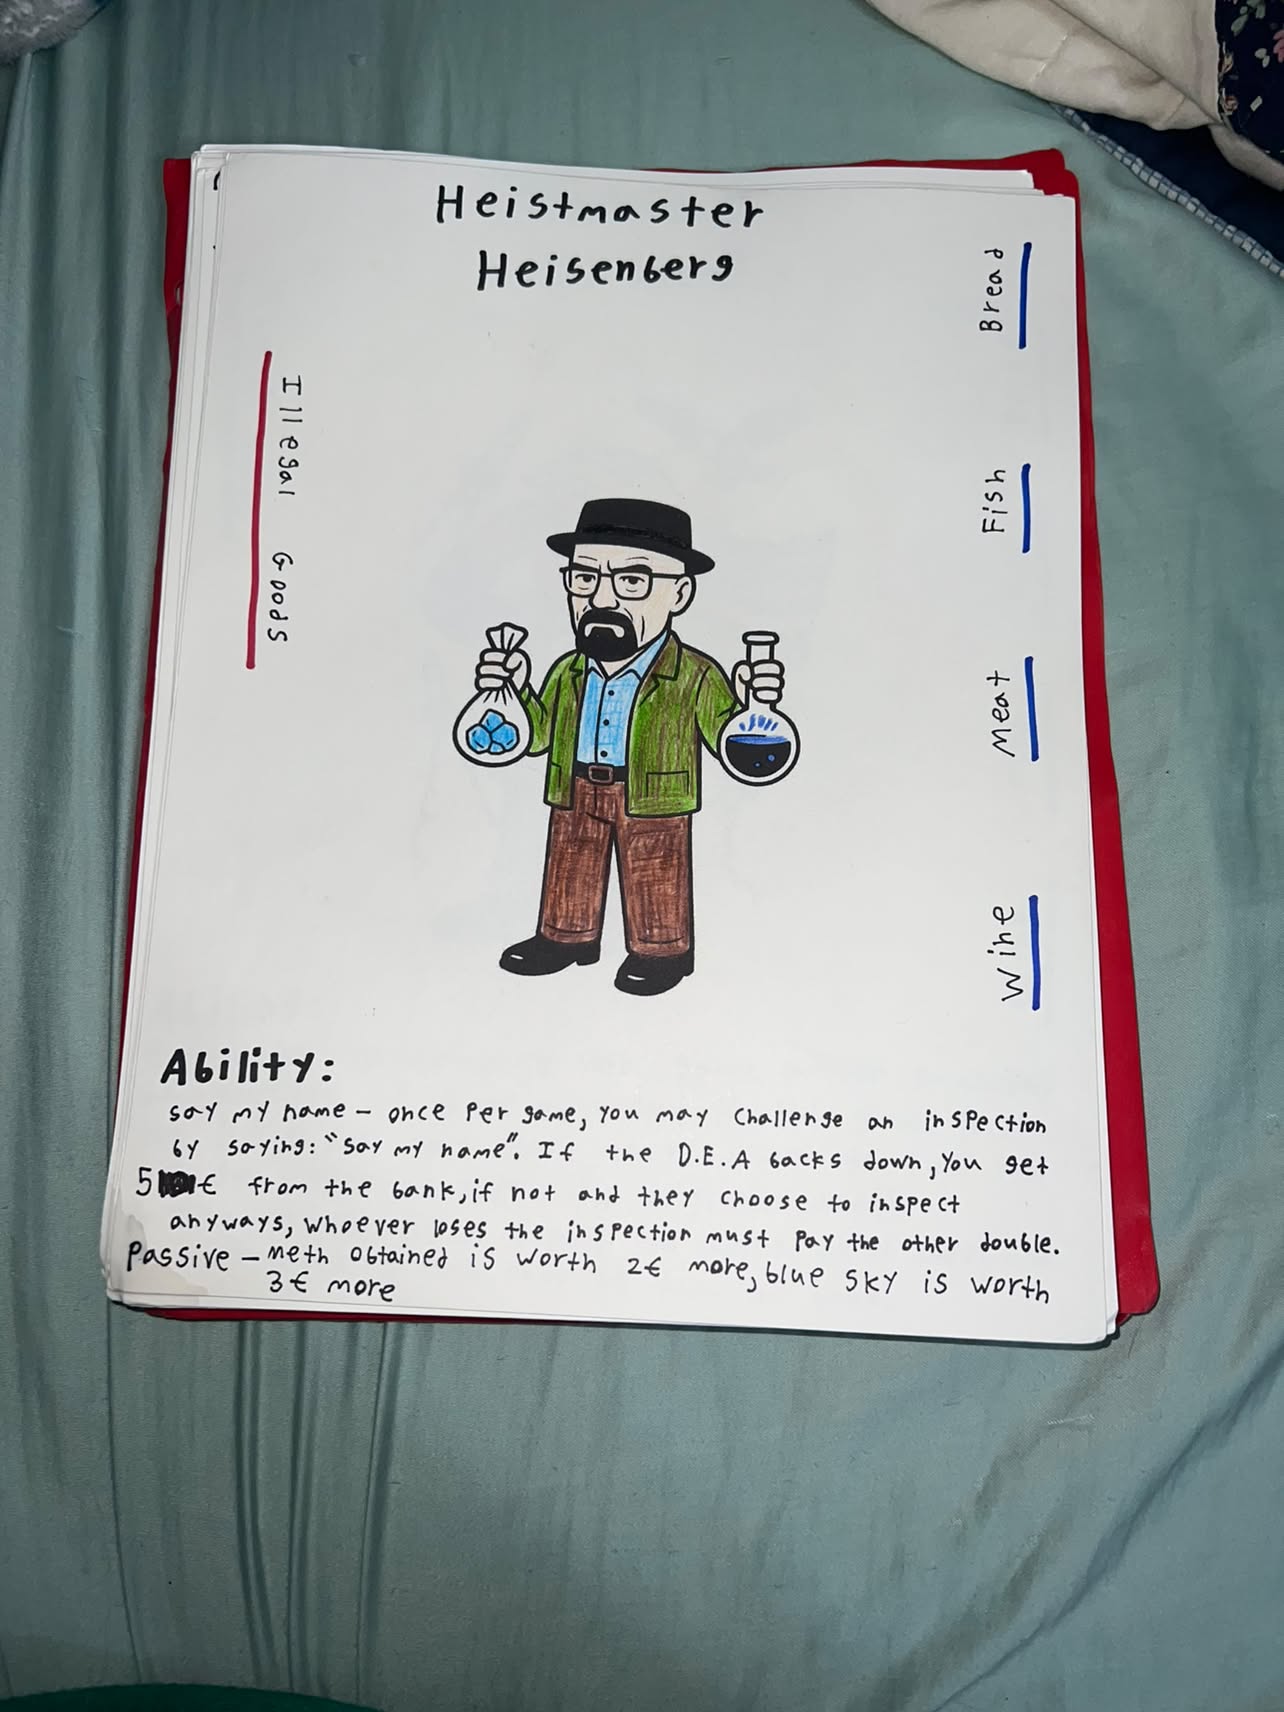 Heistmaster
Heisenberg
Illegal Goods
Bread
Fish
Meat
Wine
Ability:
say my name - once per game, you may challenge an inspection
by saying: "say my name". If the D.E.A backs down, you get
5 € from the bank, if not and they choose to inspect
anyways, whoever loses the inspection must pay the other double.
Passive - meth obtained is worth 2€ more, blue sky is worth
3€ more